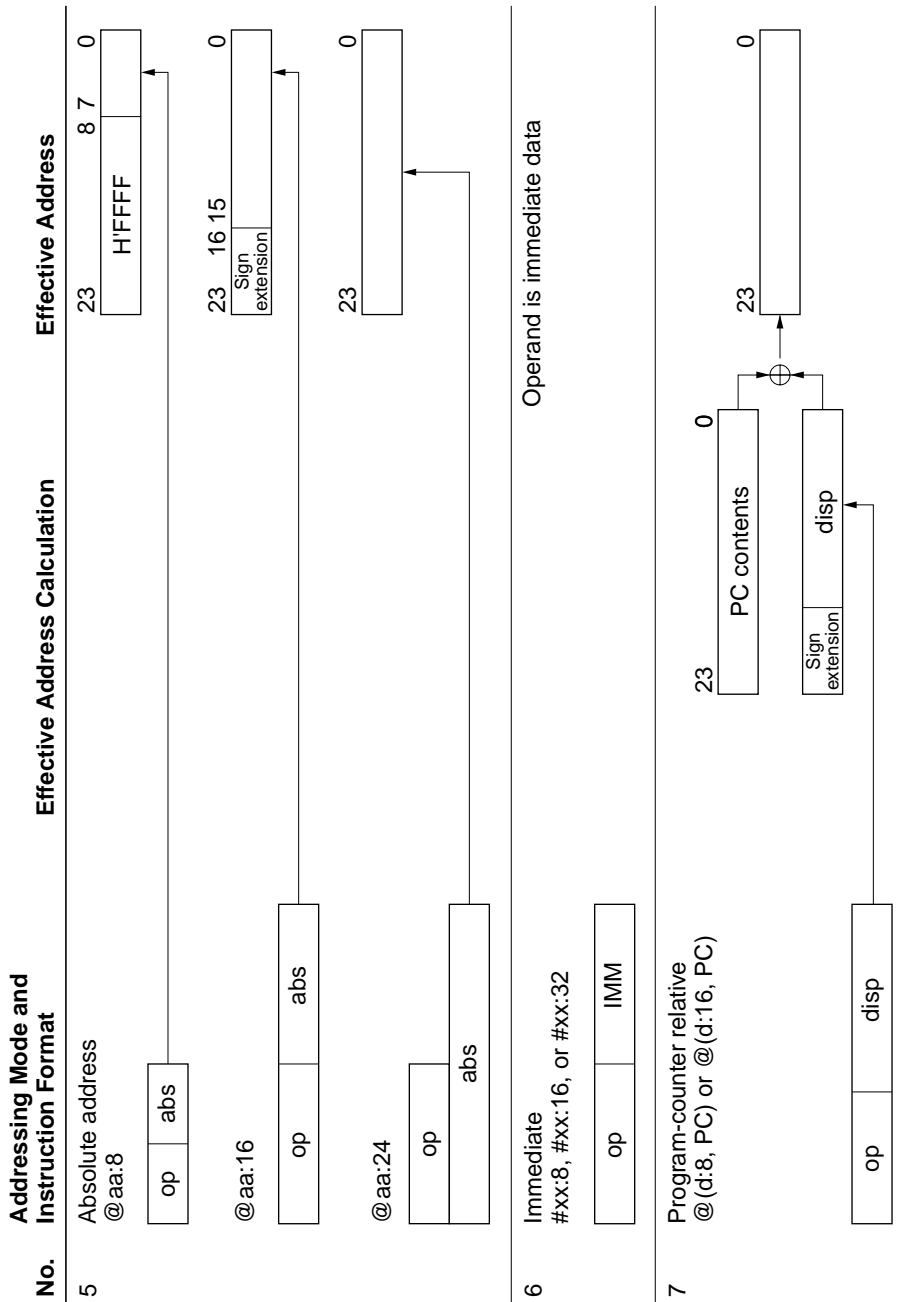 No.
Addressing Mode and
Instruction Format
Effective Address Calculation
Effective Address
5
Absolute address
@aa:8
op abs
23 8 7 0
H'FFFF
@aa:16
op abs
23 16 15 0
Sign
extension
@aa:24
op
abs
23 0
6
Immediate
#xx:8, #xx:16, or #xx:32
op IMM
Operand is immediate data
7
Program-counter relative
@(d:8, PC) or @(d:16, PC)
op disp
23 0
PC contents
Sign
extension
disp
23 0